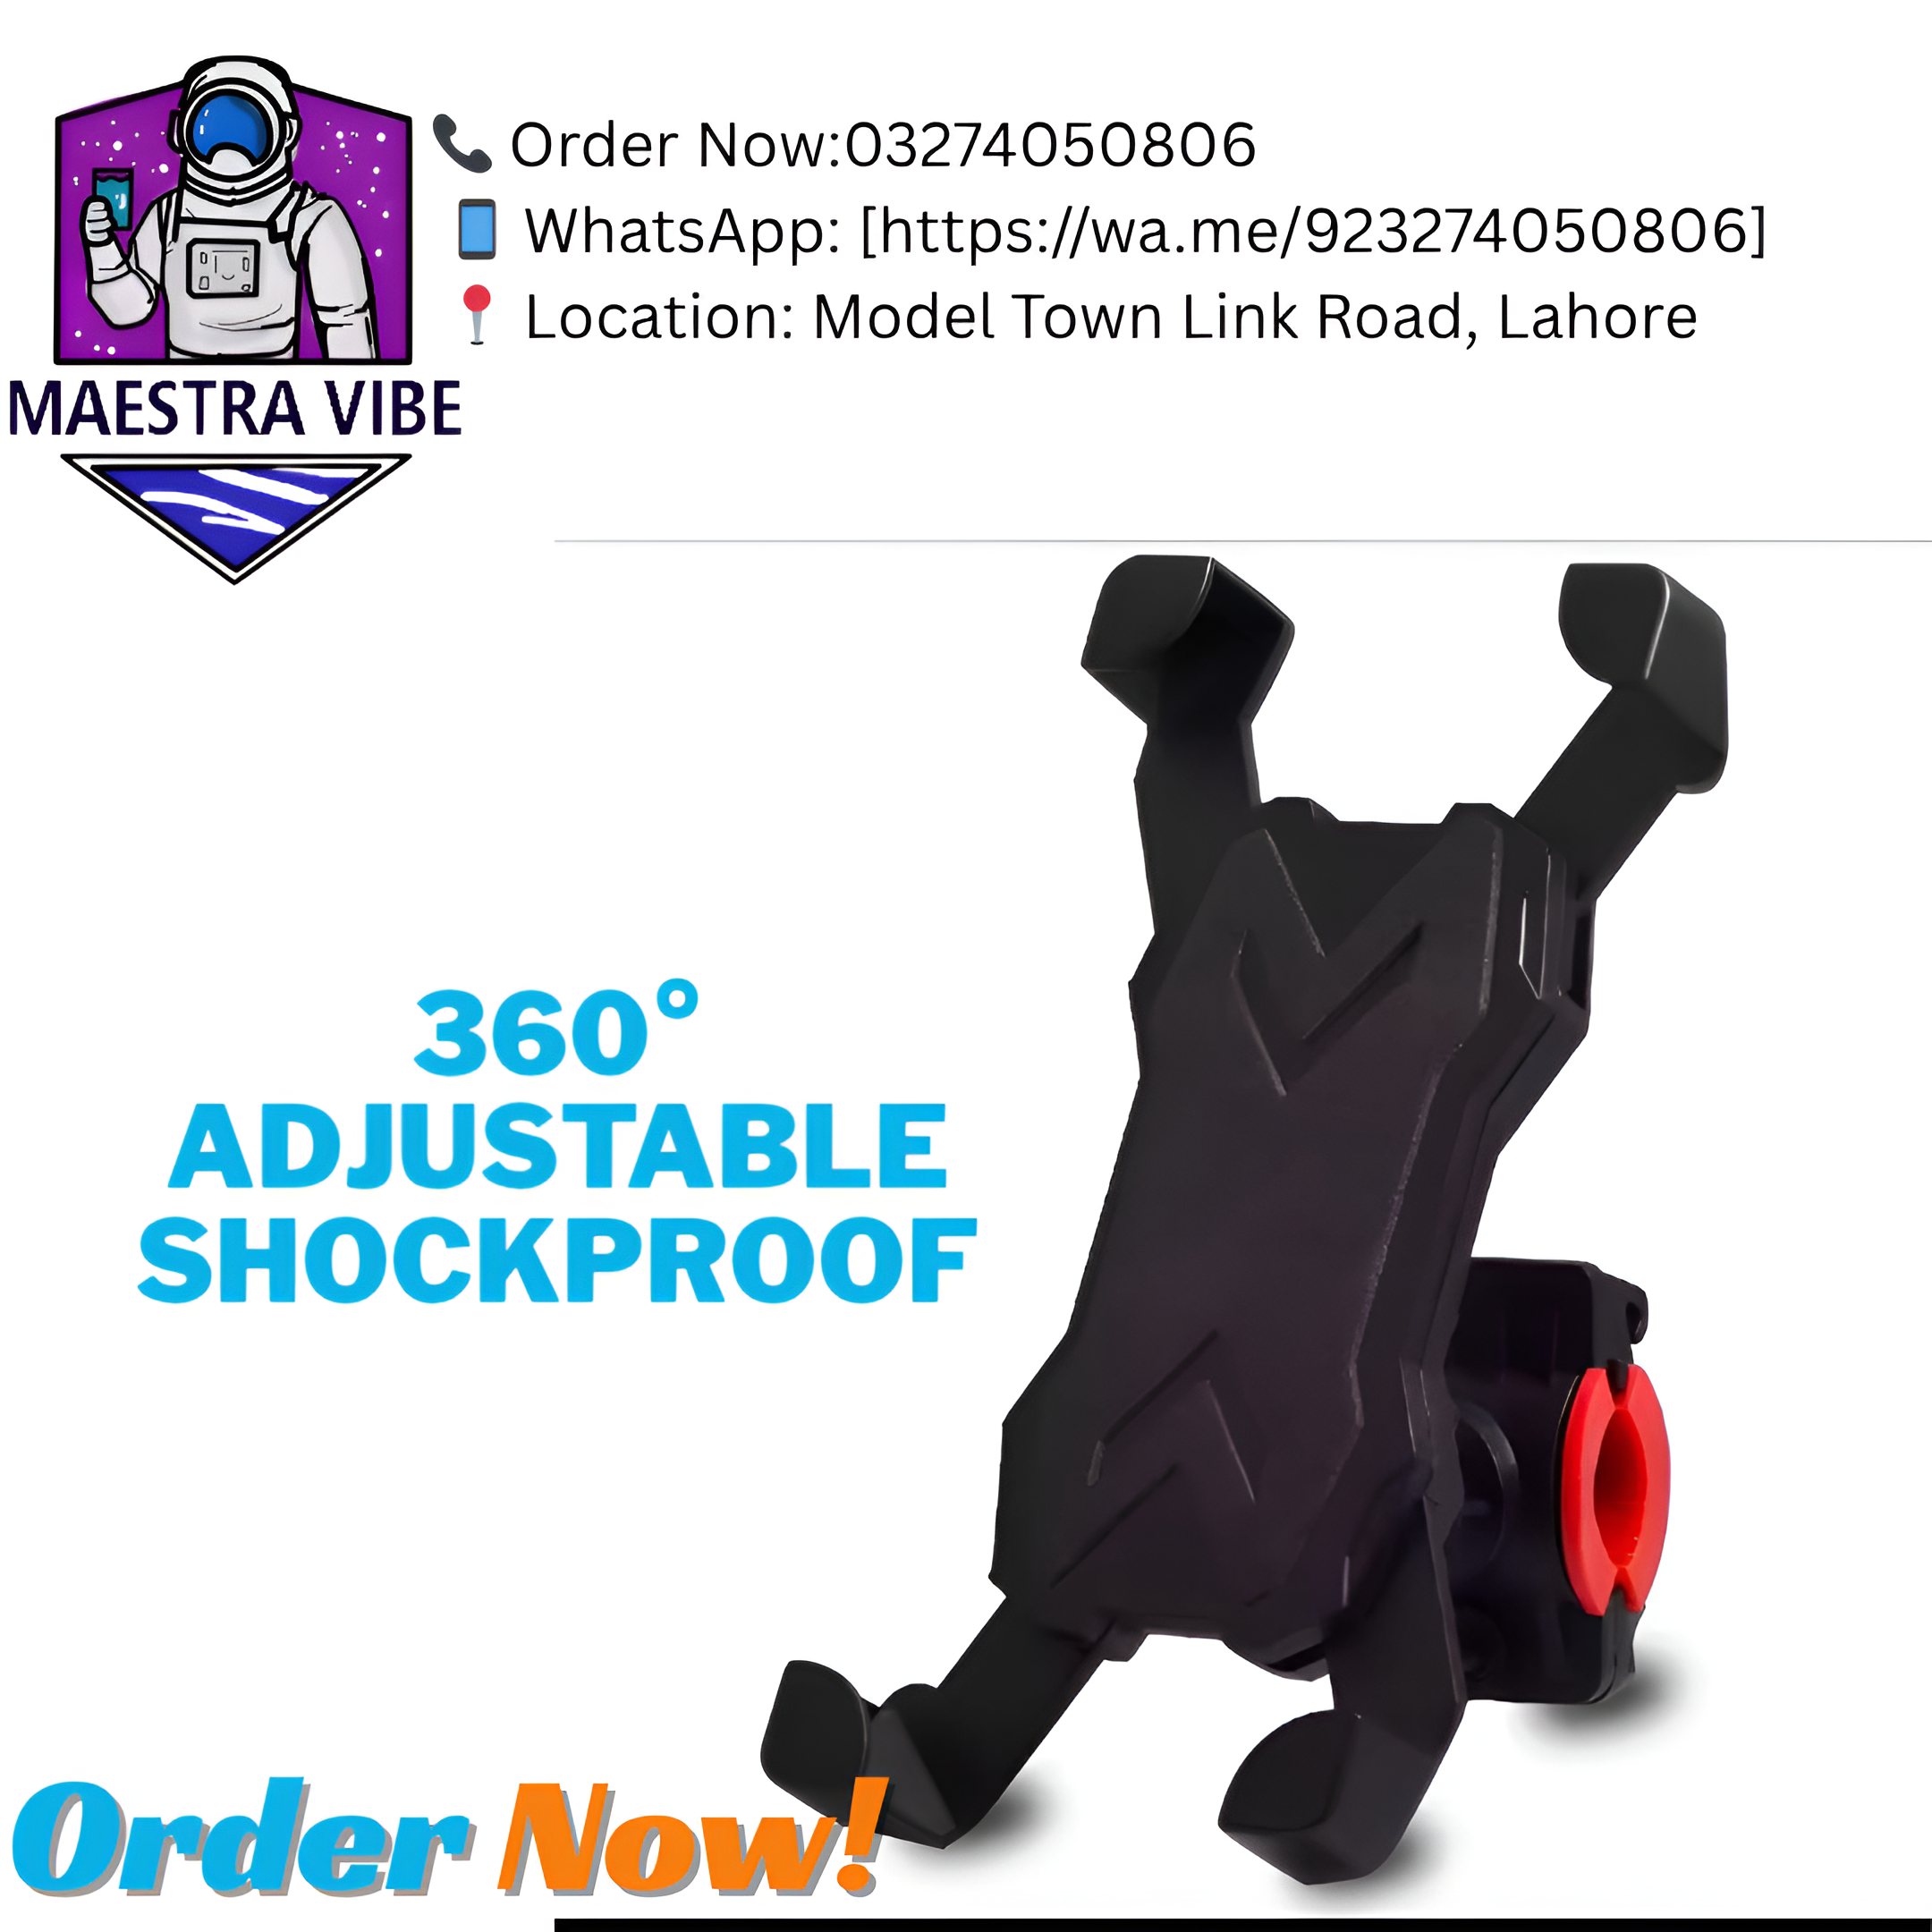 Order Now:03274050806
WhatsApp: [https://wa.me/923274050806]
Location: Model Town Link Road, Lahore
MAESTRA VIBE
360°
ADJUSTABLE
SHOCKPROOF
Order Now!